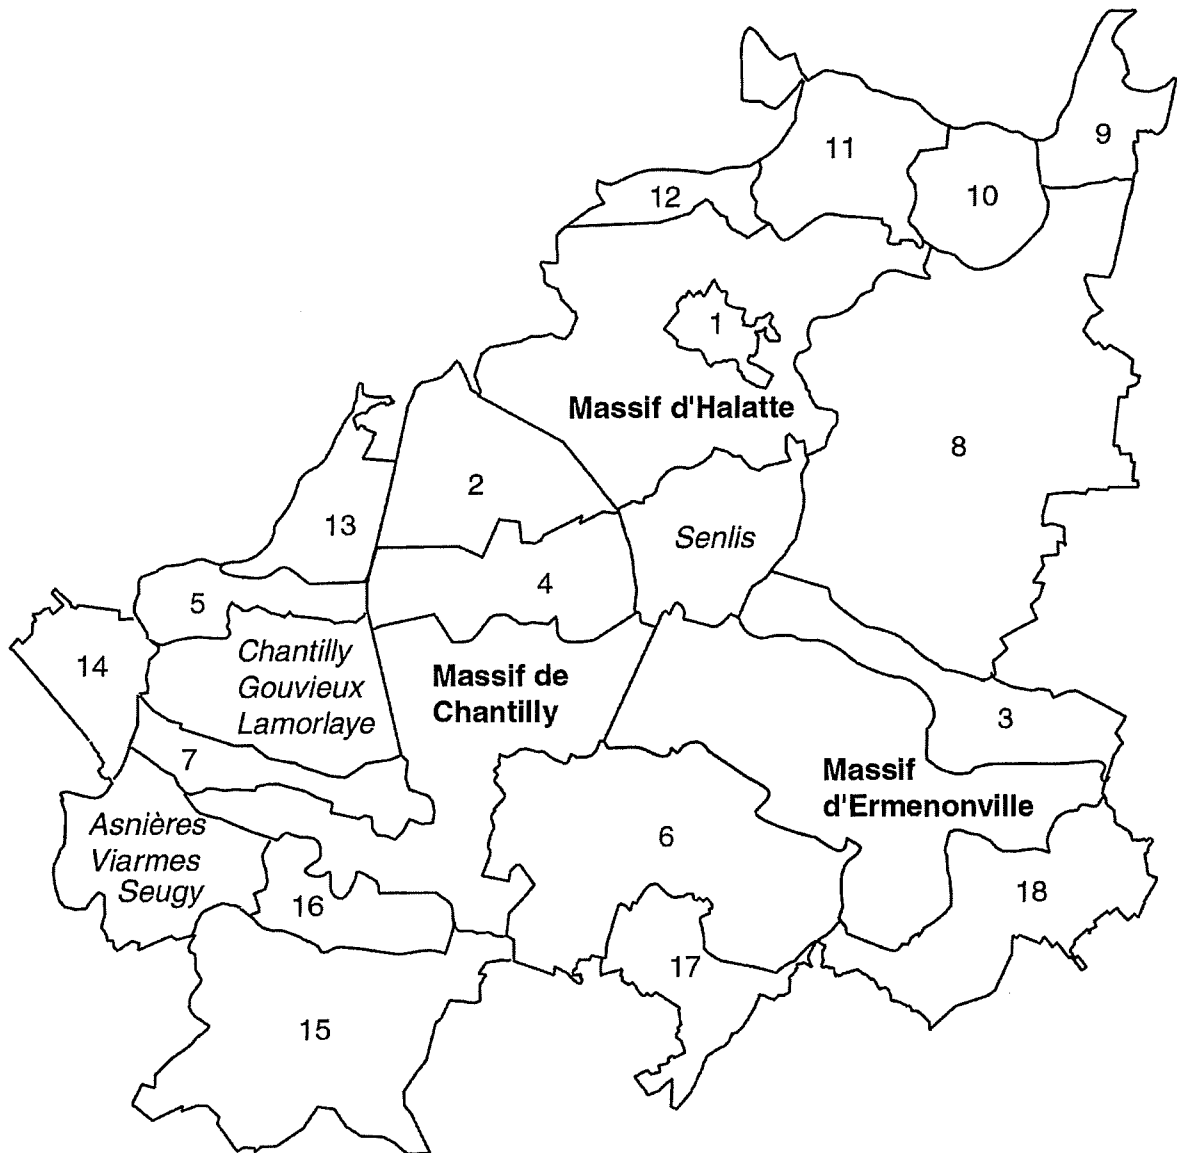 9
11
12
10
1
Massif d'Halatte
8
2
13
Senlis
4
5
Chantilly
Gouvieux
Lamorlaye
14
Massif de
Chantilly
3
7
Massif
d'Ermenonville
Asnières
Viarmes
Seugy
6
16
18
17
15